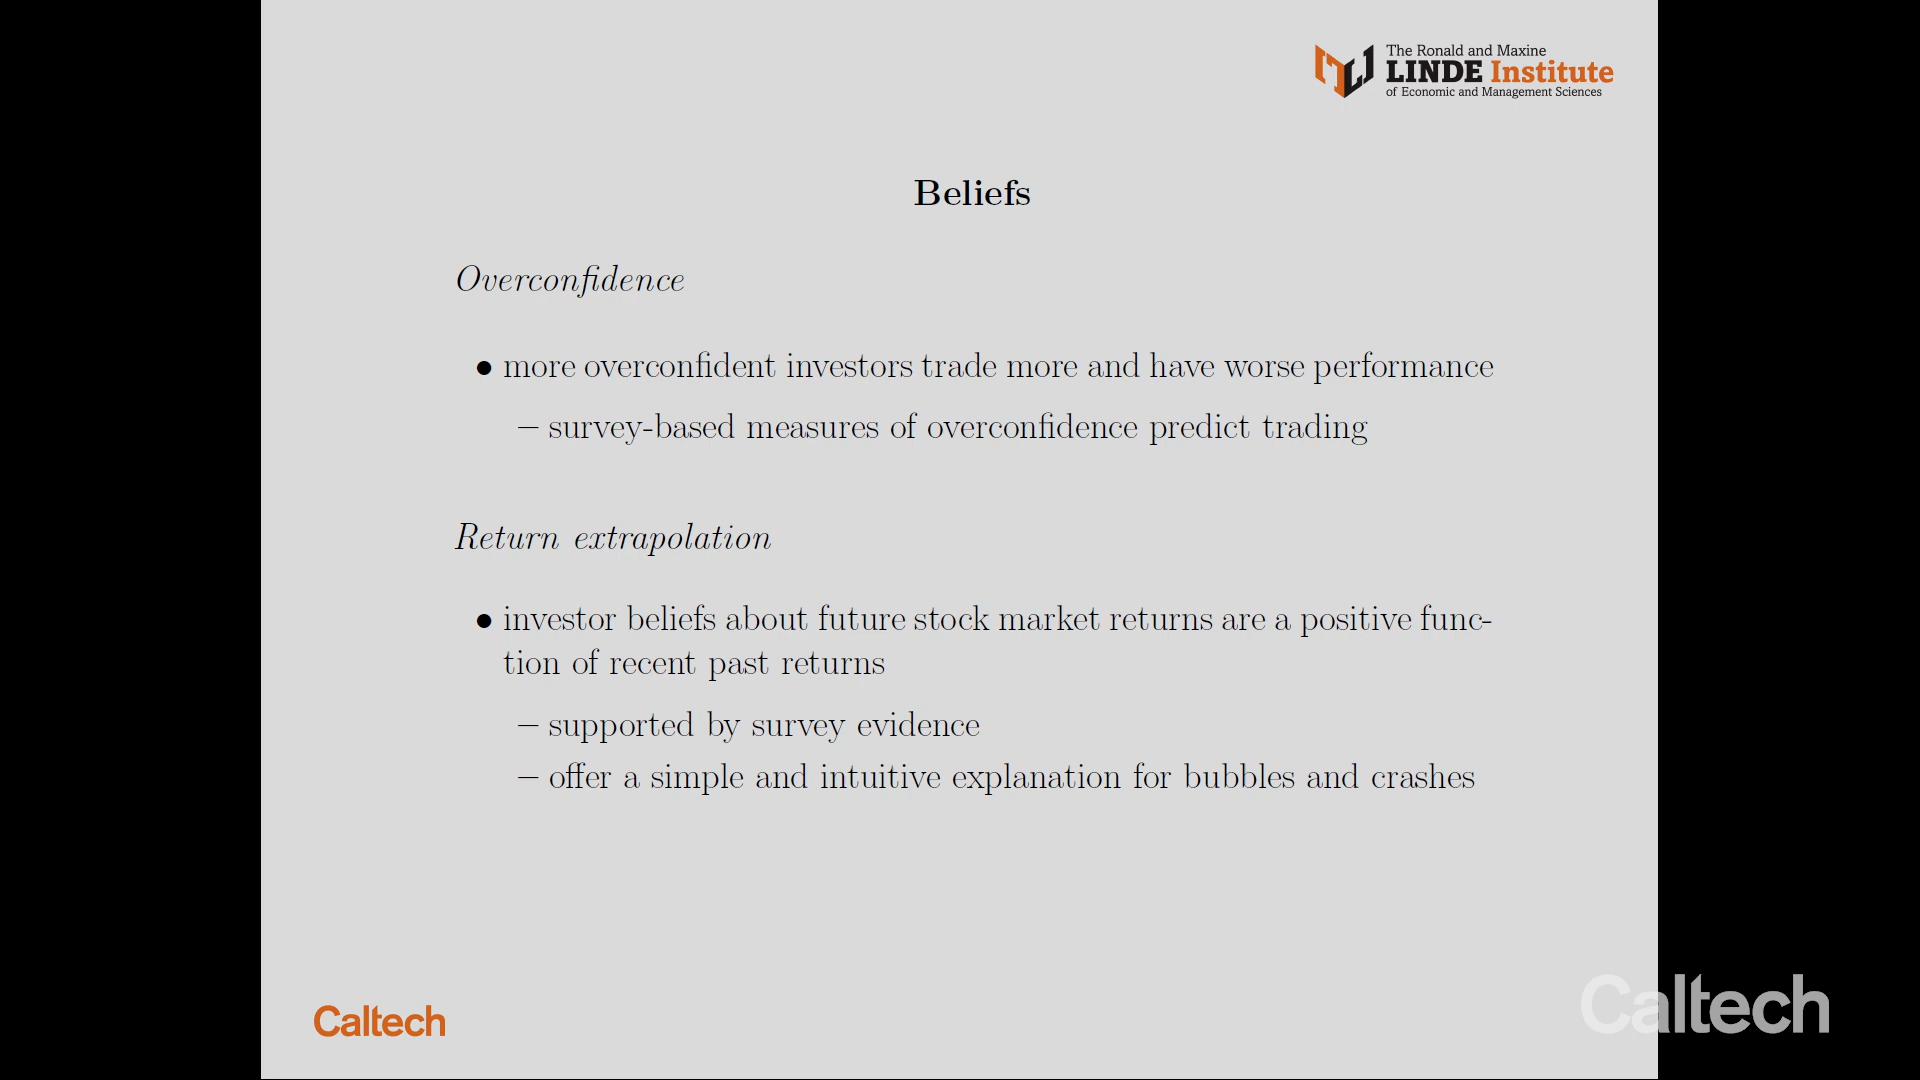 The Ronald and Maxine
LINDE Institute
of Economic and Management Sciences
Beliefs
Overconfidence
• more overconfident investors trade more and have worse performance
– survey-based measures of overconfidence predict trading
Return extrapolation
• investor beliefs about future stock market returns are a positive func-
tion of recent past returns
– supported by survey evidence
– offer a simple and intuitive explanation for bubbles and crashes
Caltech
Caltech